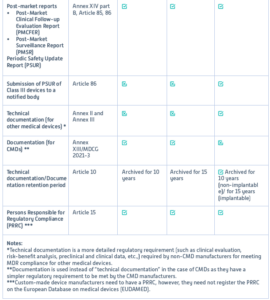 Post-market reports
• Post-Market
Clinical Follow-up
Evaluation Report
[PMCFER]
• Post-Market
Surveillance Report
[PMSR]
Periodic Safety Update
Report [PSUR]
Annex XIV part
B, Article 85, 86
Submission of PSUR of
Class III devices to a
notified body
Article 86
Technical
documentation [for
other medical devices] *
Annex II and
Annex III
Documentation [for
CMDs] **
Annex
XIII/MDCG
2021-3
Technical
documentation/Docume
ntation retention period
Article 10
Archived for 10
years
Archived for 15
years
Archived for
10 years
[non-implantabl
e]/ for 15 years
[implantable]
Persons Responsible for
Regulatory Compliance
[PRRC] ***
Article 15
Notes:
*Technical documentation is a more detailed regulatory requirement [such as clinical evaluation,
risk-benefit analysis, preclinical and clinical data, etc.,] required by non-CMD manufacturers for meeting
MDR compliance for other medical devices.
**Documentation is used instead of "technical documentation" in the case of CMDs as they have a
simpler regulatory requirement to be met by the CMD manufacturers.
***Custom-made device manufacturers need to have a PRRC, however, they need not register the PRRC
on the European Database on medical devices [EUDAMED].